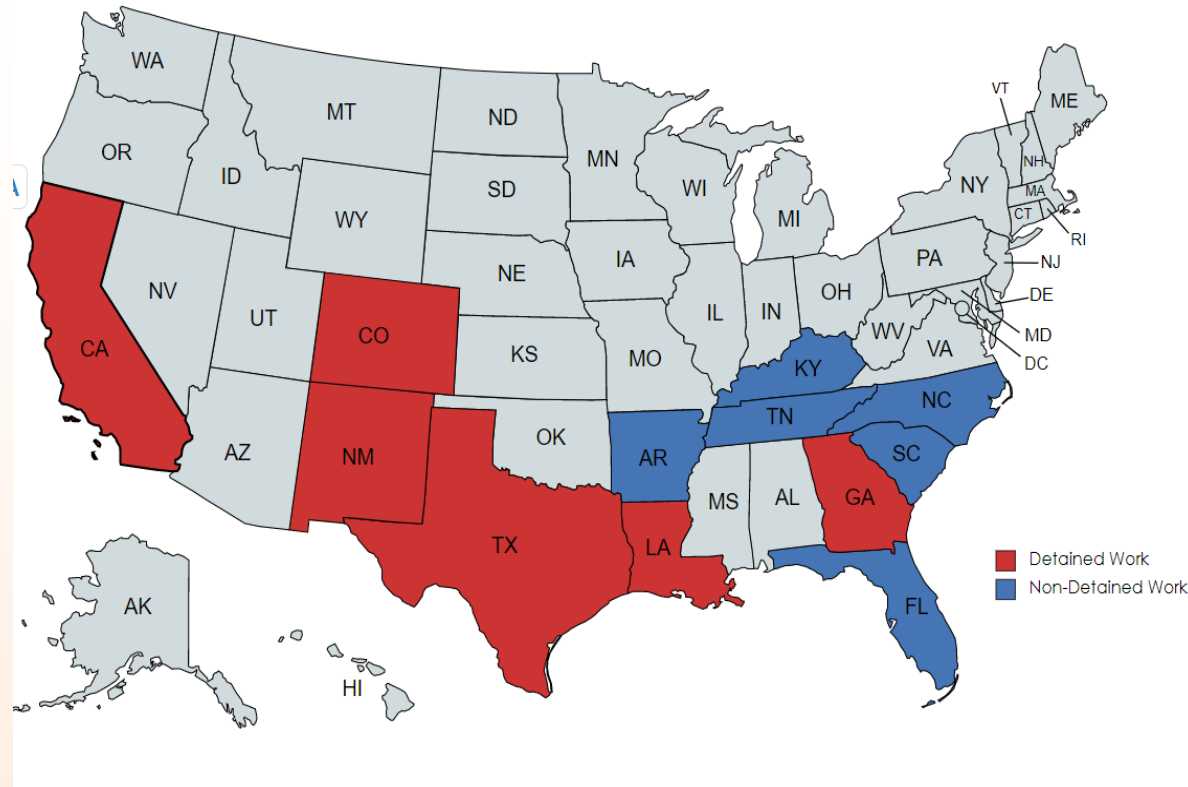 WA
MT
ND
MN
VT
ME
OR
ID
SD
WI
NH
WY
MI
NY
MA
CT
RI
NV
NE
IA
PA
NJ
UT
CO
KS
MO
IL
IN
OH
DE
MD
DC
WV
VA
CA
KY
AZ
NM
OK
AR
TN
NC
SC
MS
AL
GA
TX
LA
Detained Work
Non-Detained Work
AK
FL
HI
A